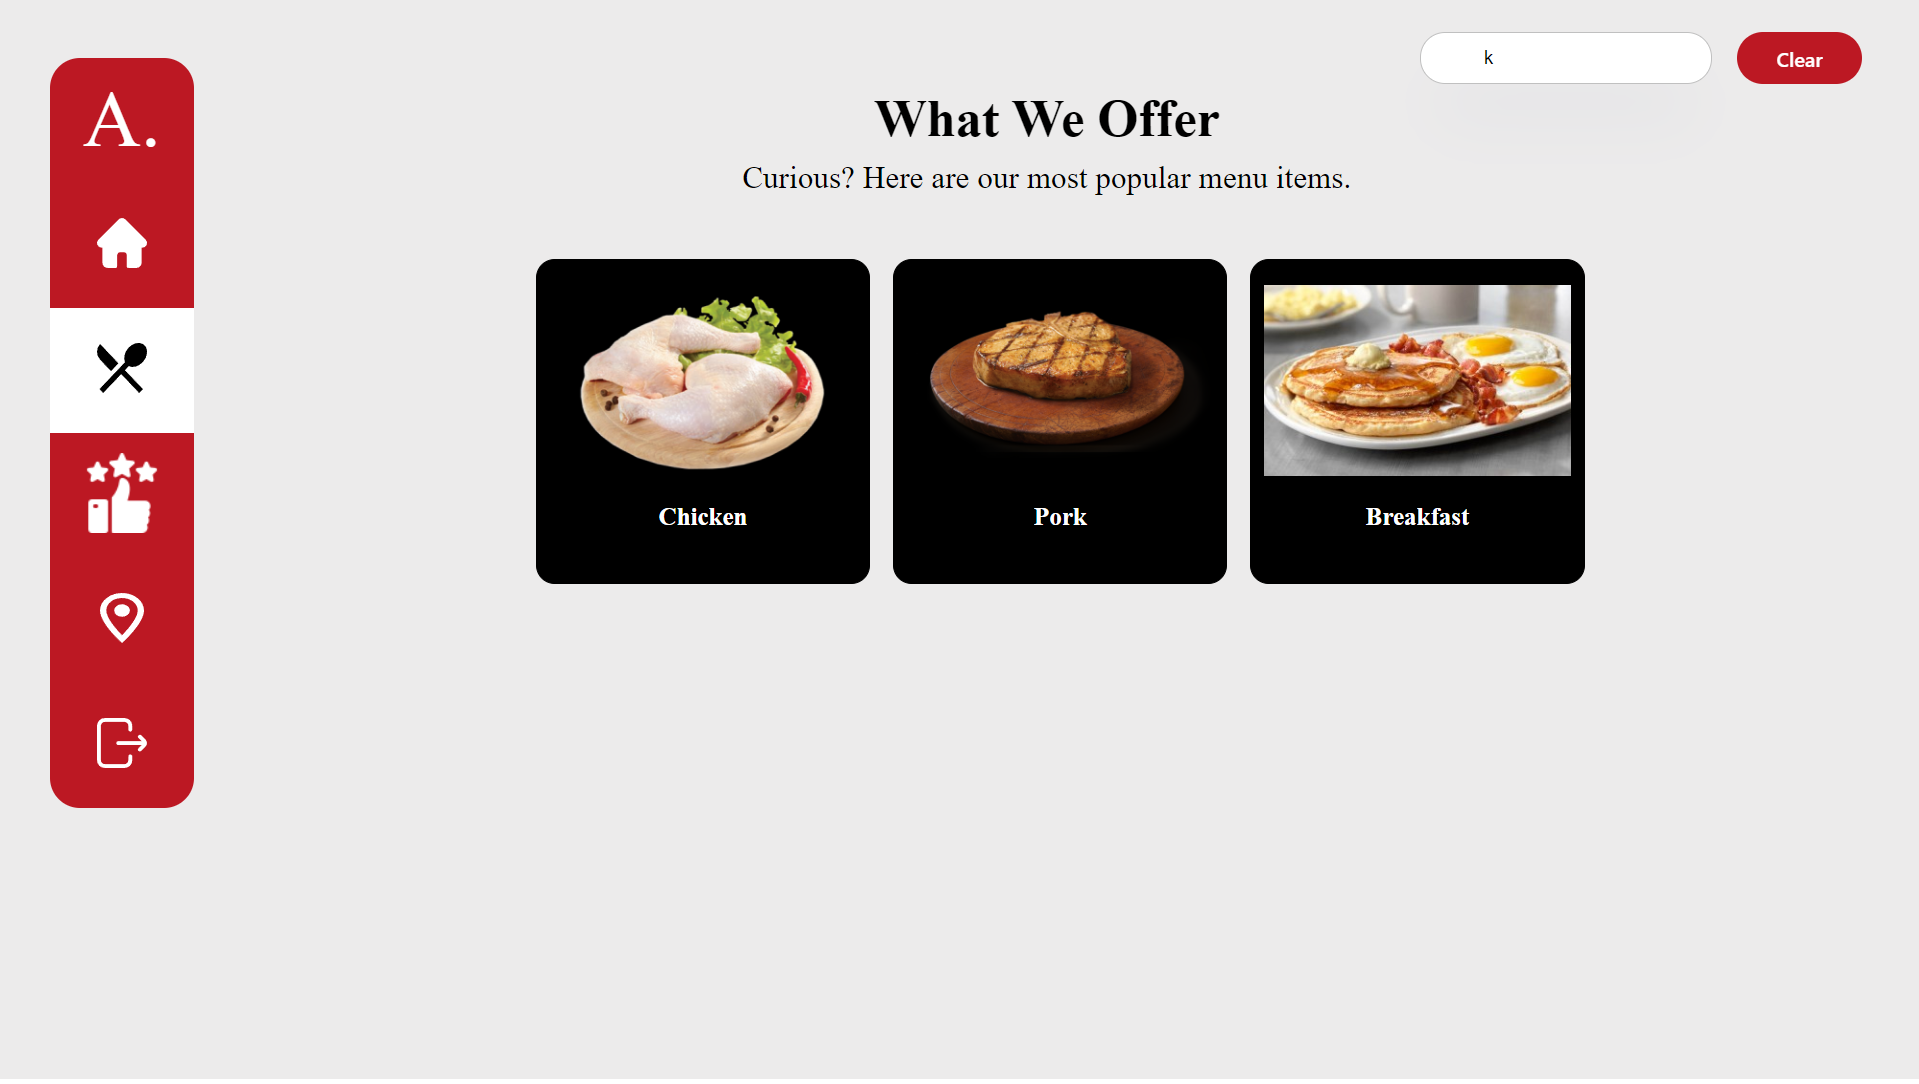 k
Clear
A.
What We Offer
Curious? Here are our most popular menu items.
Chicken
Pork
Breakfast